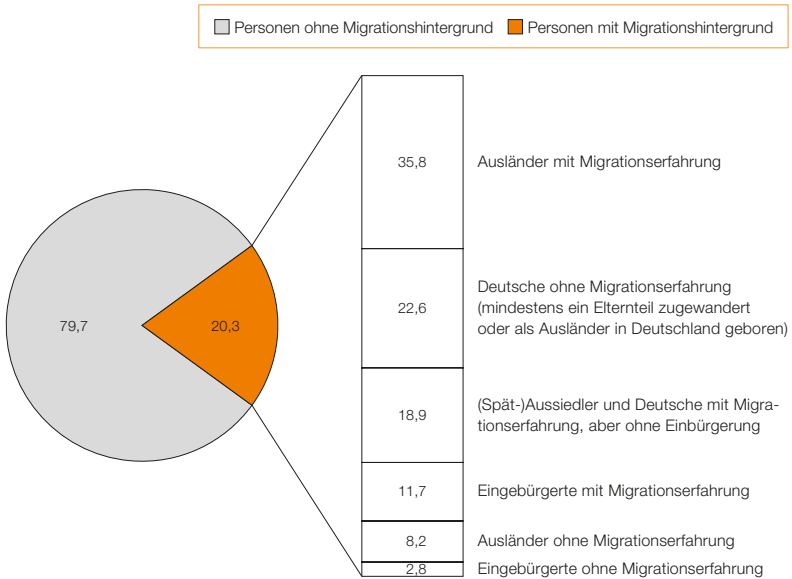 Personen ohne Migrationshintergrund Personen mit Migrationshintergrund
79,7
20,3
35,8 Ausländer mit Migrationserfahrung
22,6 Deutsche ohne Migrationserfahrung
(mindestens ein Elternteil zugewandert
oder als Ausländer in Deutschland geboren)
18,9 (Spät-)Aussiedler und Deutsche mit Migra-
tionserfahrung, aber ohne Einbürgerung
11,7 Eingebürgerte mit Migrationserfahrung
8,2 Ausländer ohne Migrationserfahrung
2,8 Eingebürgerte ohne Migrationserfahrung